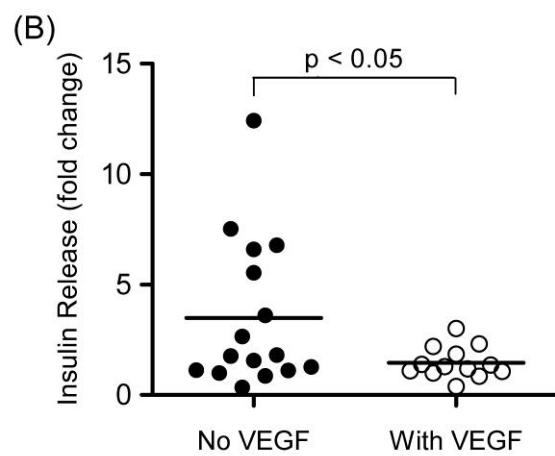 (B)
Insulin Release (fold change)
15
10
5
0
p < 0.05
No VEGF
With VEGF